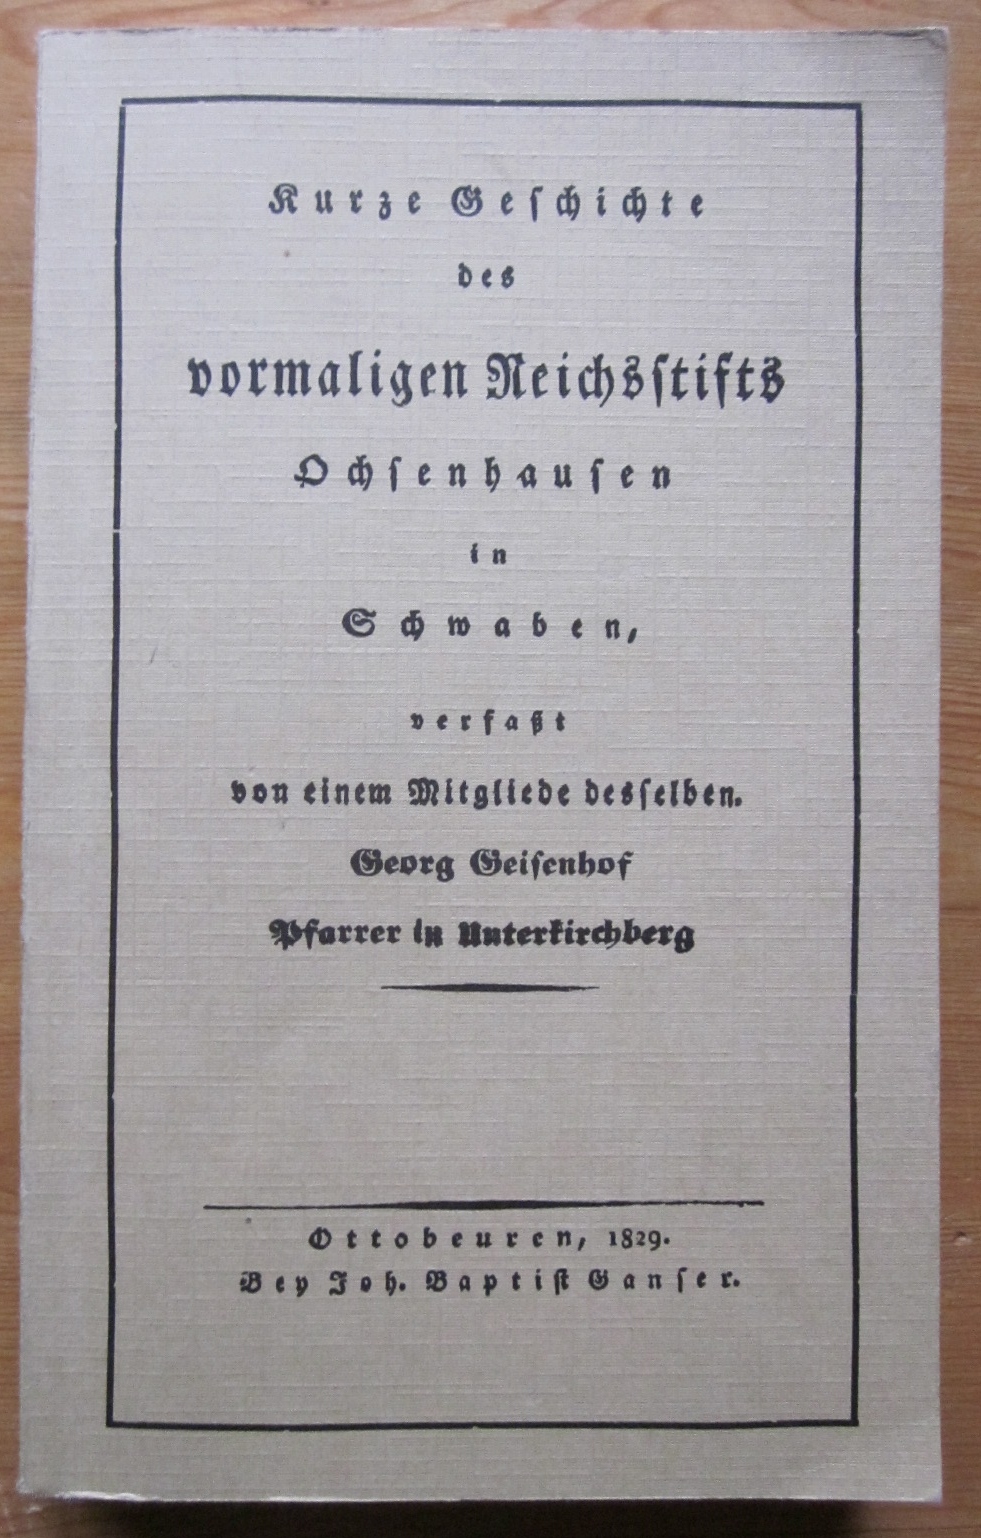 Kurze Geschichte
des
vormaligen Reichsstifts
Ochsenhausen
in
Schwaben,
verfaßt
von einem Mitgliede desselben.
Georg Geisenhof
Pfarrer in Unterkirchberg
Ottobeuren, 1829.
Bey Joh. Baptist Ganser.